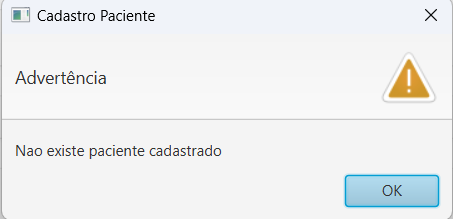 Cadastro Paciente
Advertência
Nao existe paciente cadastrado
OK